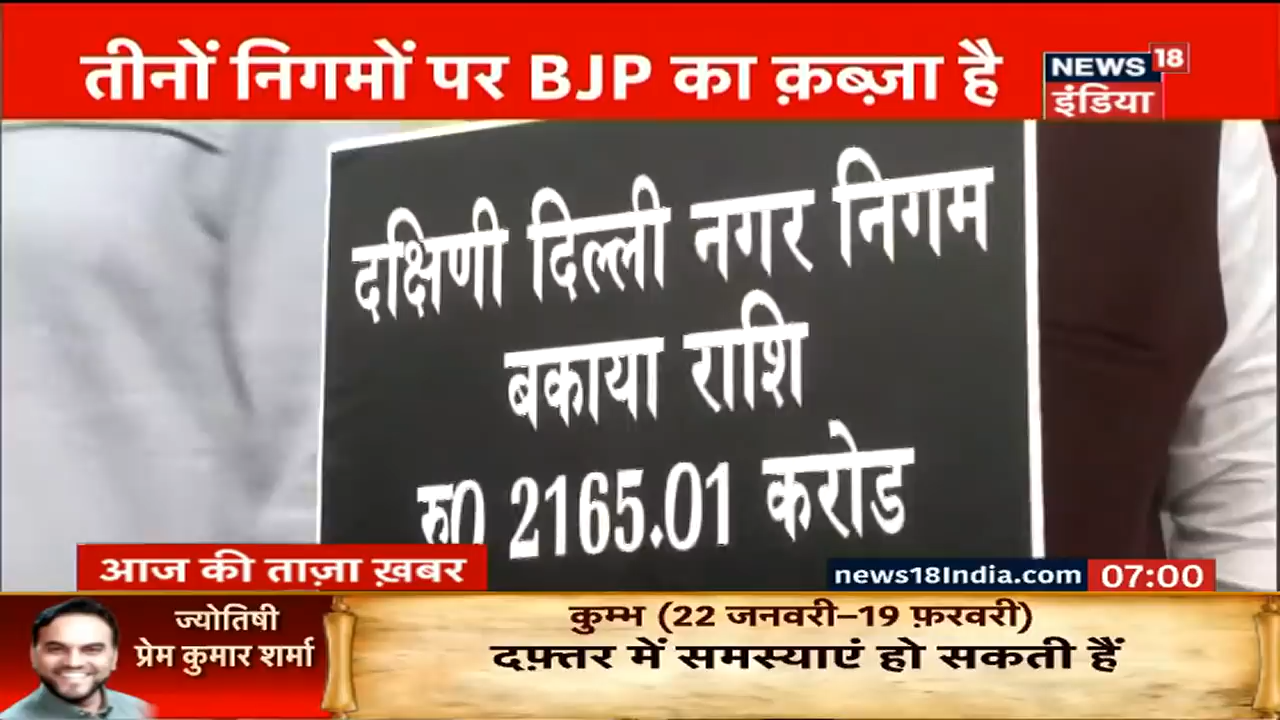 तीनों निगमों पर BJP का क़ब्ज़ा है
NEWS 18
इंडिया
दक्षिणी दिल्ली नगर निगम
बकाया राशि
रु0 2165.01 करोड
आज की ताज़ा ख़बर
news18India.com 07:00
ज्योतिषी
प्रेम कुमार शर्मा
कुम्भ (22 जनवरी–19 फ़रवरी)
दफ़्तर में समस्याएं हो सकती हैं